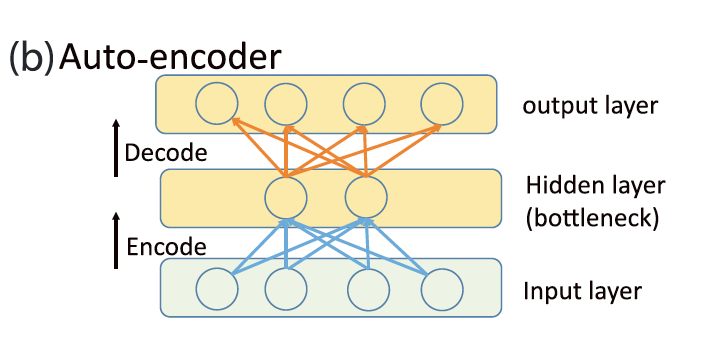 (b) Auto-encoder
output layer
Decode
Hidden layer
(bottleneck)
Encode
Input layer